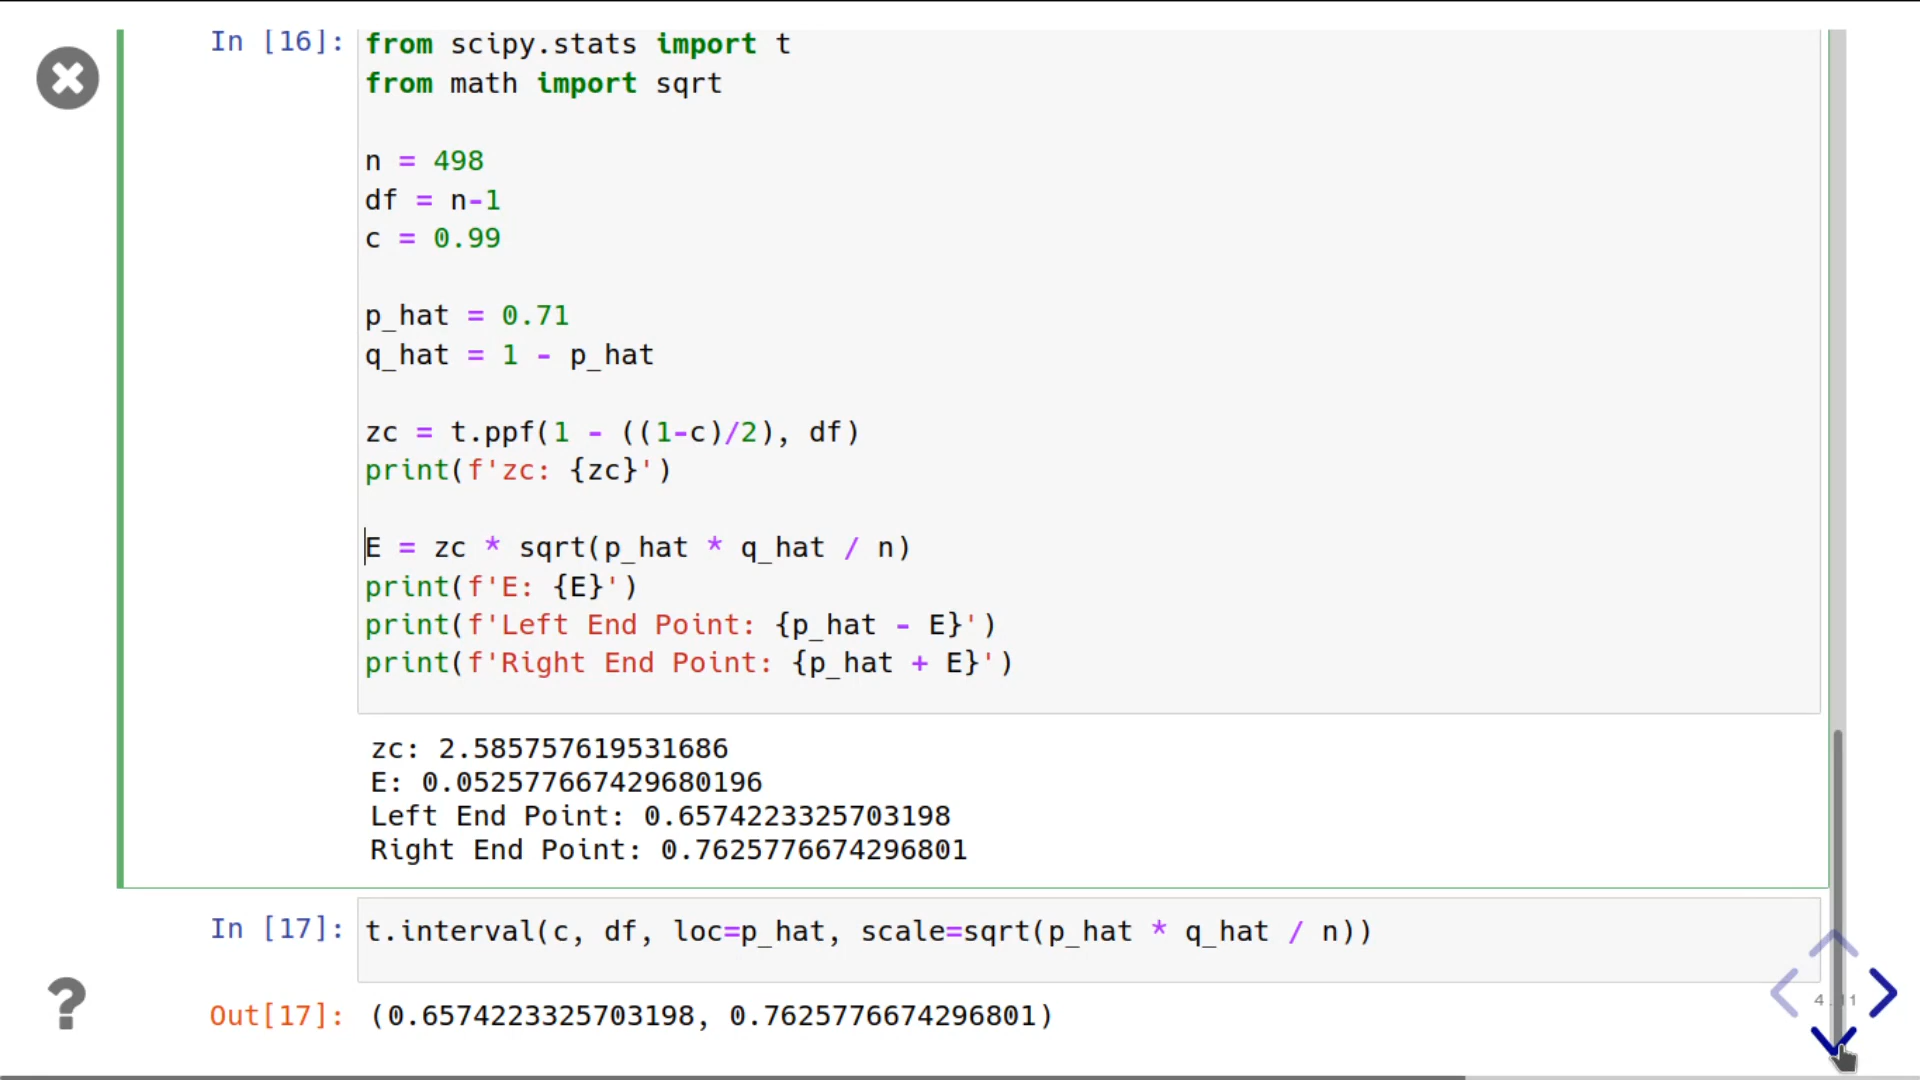 In [16]:
from scipy.stats import t
from math import sqrt
n = 498
df = n-1
c = 0.99
p_hat = 0.71
q_hat = 1 - p_hat
zc = t.ppf(1 - ((1-c)/2), df)
print(f'zc: {zc}')
E = zc * sqrt(p_hat * q_hat / n)
print(f'E: {E}')
print(f'Left End Point: {p_hat - E}')
print(f'Right End Point: {p_hat + E}')
zc: 2.585757619531686
E: 0.052577667429680196
Left End Point: 0.6574223325703198
Right End Point: 0.7625776674296801
In [17]:
t.interval(c, df, loc=p_hat, scale=sqrt(p_hat * q_hat / n))
Out[17]:
(0.6574223325703198, 0.7625776674296801)